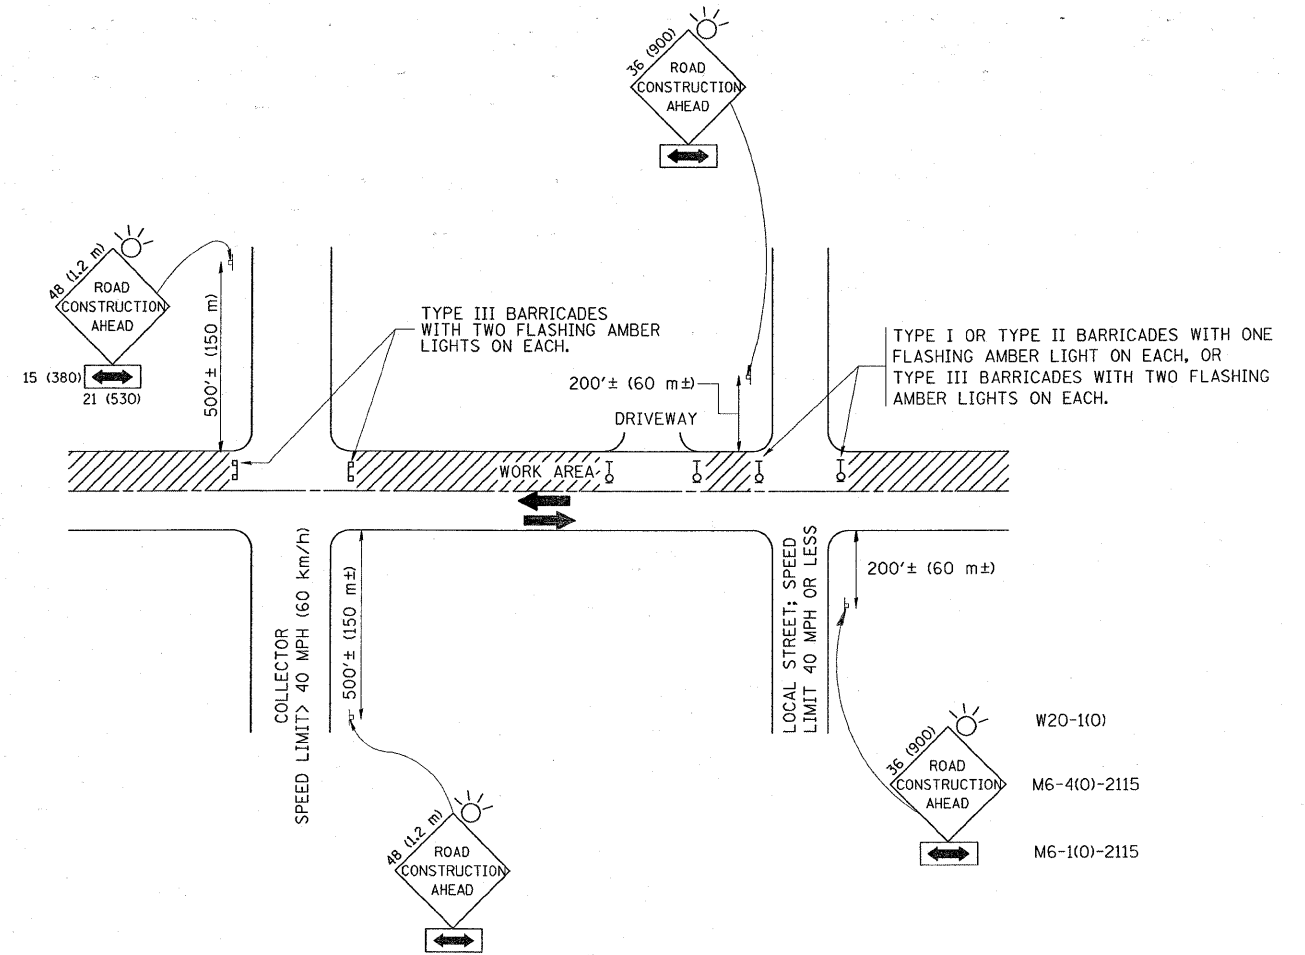 36 (900)
ROAD
CONSTRUCTION
AHEAD
48 (1.2 m)
ROAD
CONSTRUCTION
AHEAD
15 (380)
21 (530)
500'± (150 m)
TYPE III BARRICADES
WITH TWO FLASHING AMBER
LIGHTS ON EACH.
200'± (60 m±)
DRIVEWAY
TYPE I OR TYPE II BARRICADES WITH ONE
FLASHING AMBER LIGHT ON EACH, OR
TYPE III BARRICADES WITH TWO FLASHING
AMBER LIGHTS ON EACH.
WORK AREA
COLLECTOR
SPEED LIMIT> 40 MPH (60 km/h)
500'± (150 m±)
LOCAL STREET; SPEED
LIMIT 40 MPH OR LESS
200'± (60 m±)
36 (900)
ROAD
CONSTRUCTION
AHEAD
W20-1(O)
M6-4(O)-2115
M6-1(O)-2115
48 (1.2 m)
ROAD
CONSTRUCTION
AHEAD